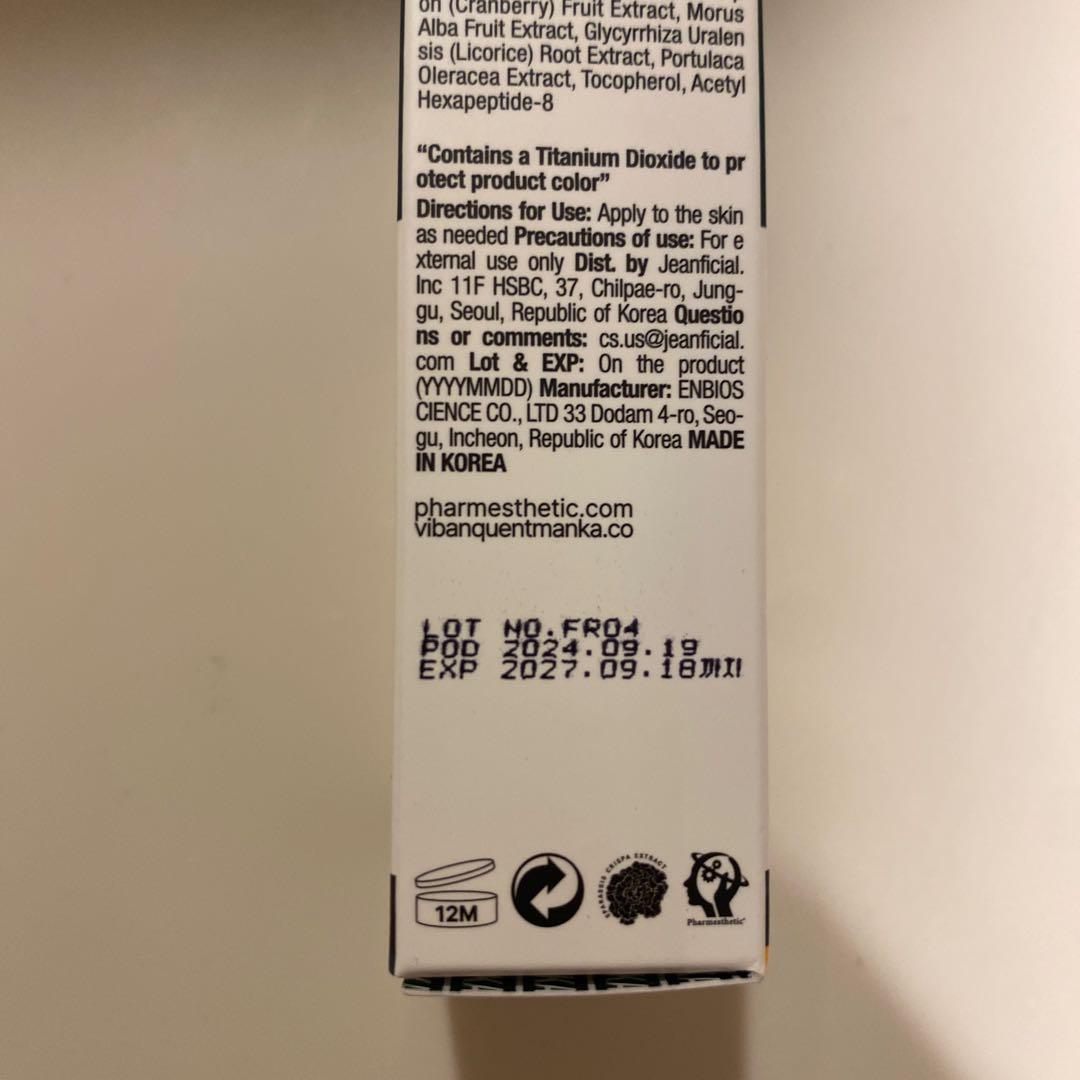 on (Cranberry) Fruit Extract, Morus
Alba Fruit Extract, Glycyrrhiza Uralen
sis (Licorice) Root Extract, Portulaca
Oleracea Extract, Tocopherol, Acetyl
Hexapeptide-8
“Contains a Titanium Dioxide to pr
otect product color”
Directions for Use: Apply to the skin
as needed Precautions of use: For e
xternal use only Dist. by Jeanficial.
Inc 11F HSBC, 37, Chilpae-ro, Jung-
gu, Seoul, Republic of Korea Questio
ns or comments: cs.us@jeanficial.
com Lot & EXP: On the product
(YYYYMMDD) Manufacturer: ENBIOS
CIENCE CO., LTD 33 Dodam 4-ro, Seo-
gu, Incheon, Republic of Korea MADE
IN KOREA
pharmesthetic.com
vibanquentmanka.co
LOT NO.FR04
POD 2024.09.19
EXP 2027.09.18까지
12M
SPARASSIS CRISPA EXTRACT
Pharmesthetic